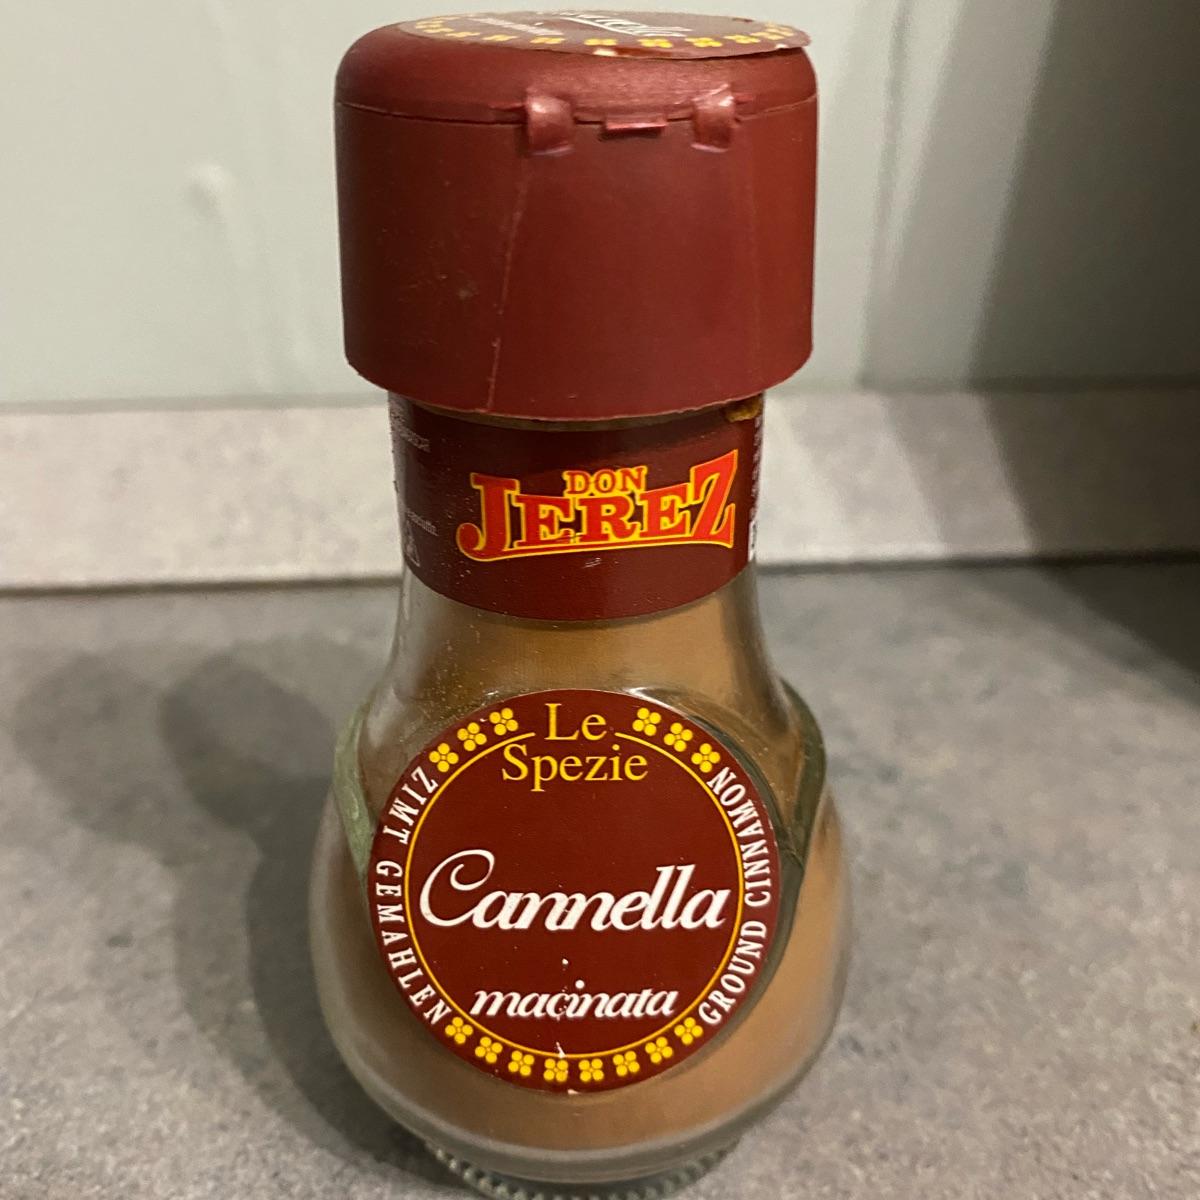 DON
JEREZ
Le
Spezie
ZIMT GEMAHLEN
GROUND CINNAMON
Cannella
macinata